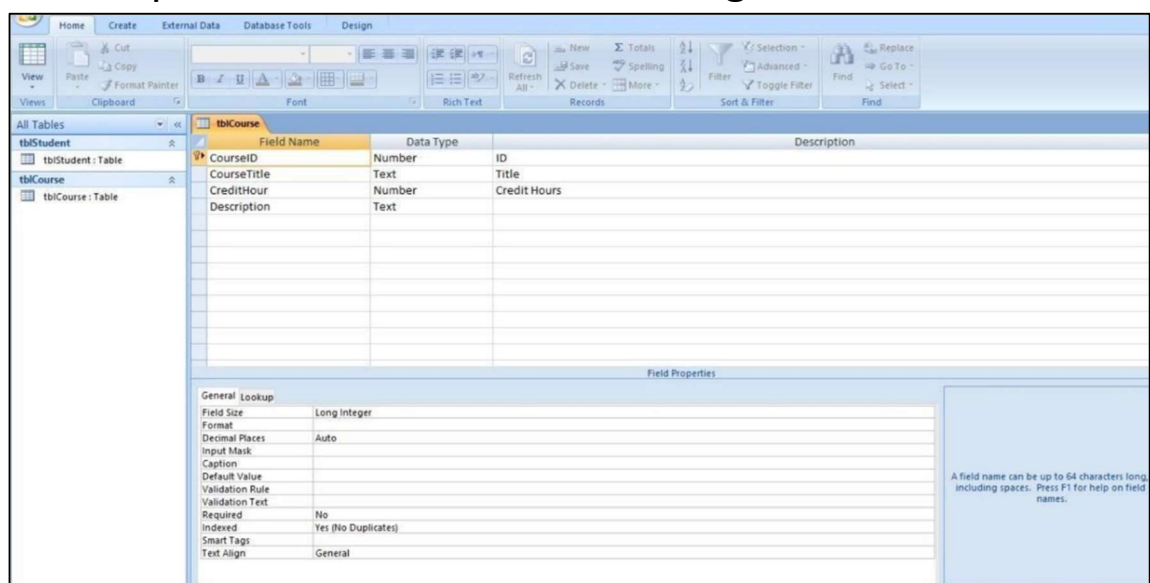 Home Create External Data Database Tools Design
Cut
Copy
Format Painter
View
Paste
B I U A
Refresh
All
New
Save
Delete
Totals
Spelling
More
Filter
Selection
Advanced
Toggle Filter
Find
Replace
Go To
Select
Views Clipboard Font Rich Text Records Sort & Filter Find
All Tables
tblStudent
tblStudent : Table
tblCourse
tblCourse : Table
tblCourse
Field Name Data Type Description
CourseID Number ID
CourseTitle Text Title
CreditHour Number Credit Hours
Description Text
Field Properties
General Lookup
Field Size Long Integer
Format
Decimal Places Auto
Input Mask
Caption
Default Value
Validation Rule
Validation Text
Required No
Indexed Yes (No Duplicates)
Smart Tags
Text Align General
A field name can be up to 64 characters long,
including spaces. Press F1 for help on field
names.